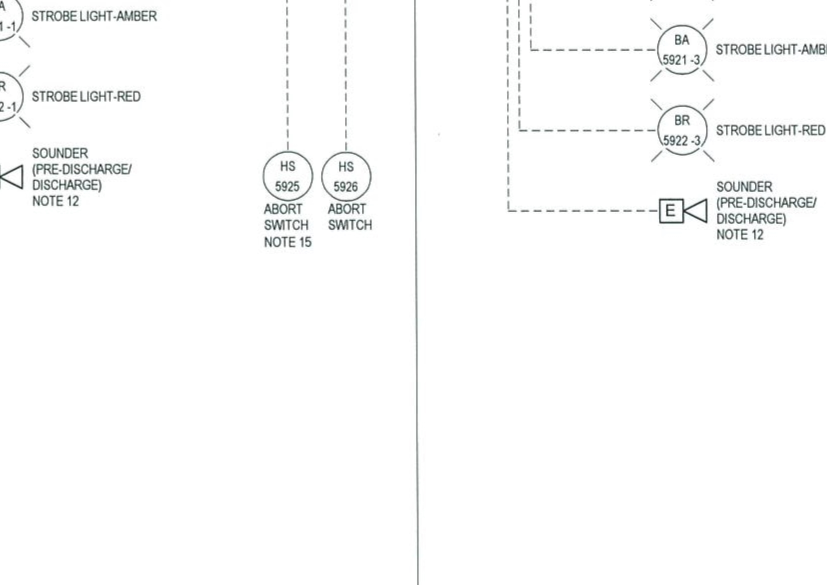 A
1 -1
STROBE LIGHT-AMBER
R
2 -1
STROBE LIGHT-RED
SOUNDER
(PRE-DISCHARGE/
DISCHARGE)
NOTE 12
HS
5925
ABORT
SWITCH
NOTE 15
HS
5926
ABORT
SWITCH
BA
5921 -3
STROBE LIGHT-AMB
BR
5922 -3
STROBE LIGHT-RED
E
SOUNDER
(PRE-DISCHARGE/
DISCHARGE)
NOTE 12